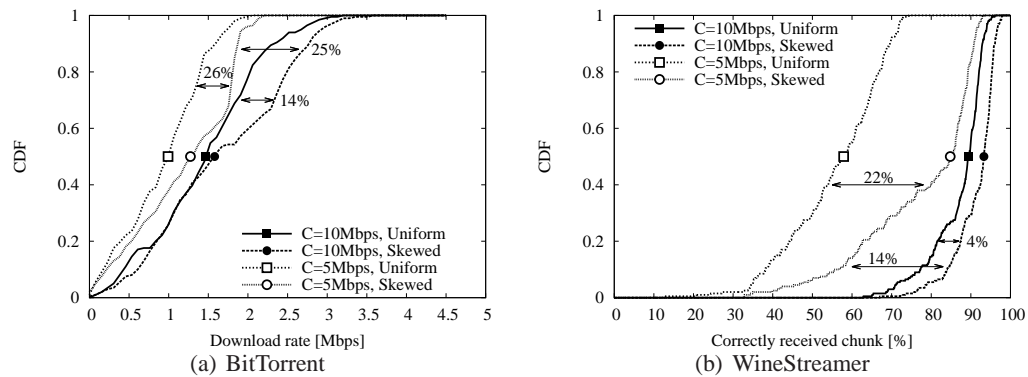 1
0.8
0.6
0.4
0.2
0
CDF
25%
26%
14%
C=10Mbps, Uniform
C=10Mbps, Skewed
C=5Mbps, Uniform
C=5Mbps, Skewed
0 0.5 1 1.5 2 2.5 3 3.5 4 4.5 5
Download rate [Mbps]
(a) BitTorrent
1
0.8
0.6
0.4
0.2
0
CDF
C=10Mbps, Uniform
C=10Mbps, Skewed
C=5Mbps, Uniform
C=5Mbps, Skewed
22%
4%
14%
0 10 20 30 40 50 60 70 80 90 100
Correctly received chunk [%]
(b) WineStreamer